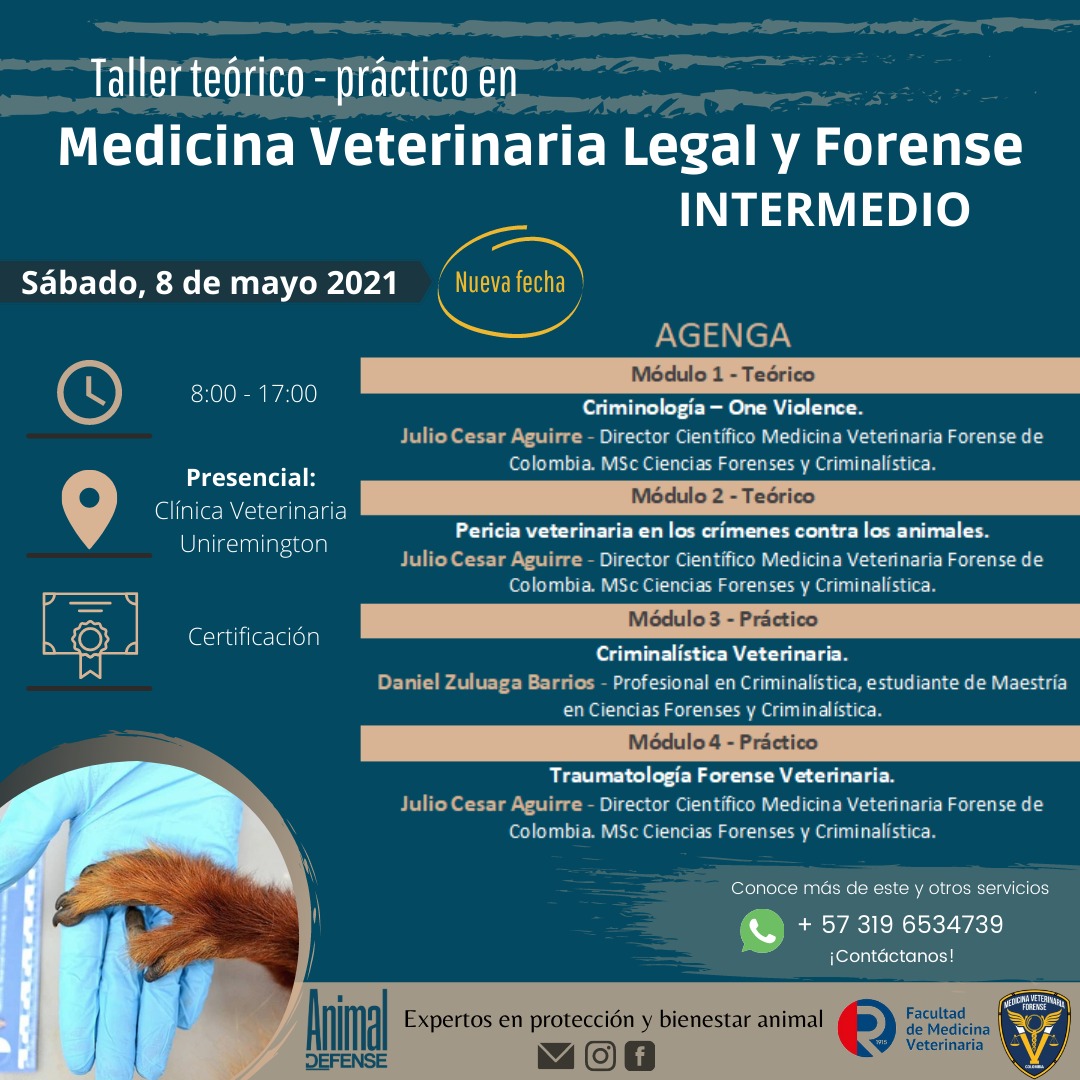 Taller teórico - práctico en
Medicina Veterinaria Legal y Forense
INTERMEDIO
Sábado, 8 de mayo 2021
Nueva fecha
8:00 - 17:00
Presencial:
Clínica Veterinaria
Uniremington
Certificación
AGENGA
Módulo 1 - Teórico
Criminología – One Violence.
Julio Cesar Aguirre - Director Científico Medicina Veterinaria Forense de
Colombia. MSc Ciencias Forenses y Criminalística.
Módulo 2 - Teórico
Pericia veterinaria en los crímenes contra los animales.
Julio Cesar Aguirre - Director Científico Medicina Veterinaria Forense de
Colombia. MSc Ciencias Forenses y Criminalística.
Módulo 3 - Práctico
Criminalística Veterinaria.
Daniel Zuluaga Barrios - Profesional en Criminalística, estudiante de Maestría
en Ciencias Forenses y Criminalística.
Módulo 4 - Práctico
Traumatología Forense Veterinaria.
Julio Cesar Aguirre - Director Científico Medicina Veterinaria Forense de
Colombia. MSc Ciencias Forenses y Criminalística.
Conoce más de este y otros servicios
+ 57 319 6534739
¡Contáctanos!
Animal
DEFENSE
Expertos en protección y bienestar animal
R
1915
Facultad
de Medicina
Veterinaria
MEDICINA VETERINARIA
FORENSE
COLOMBIA